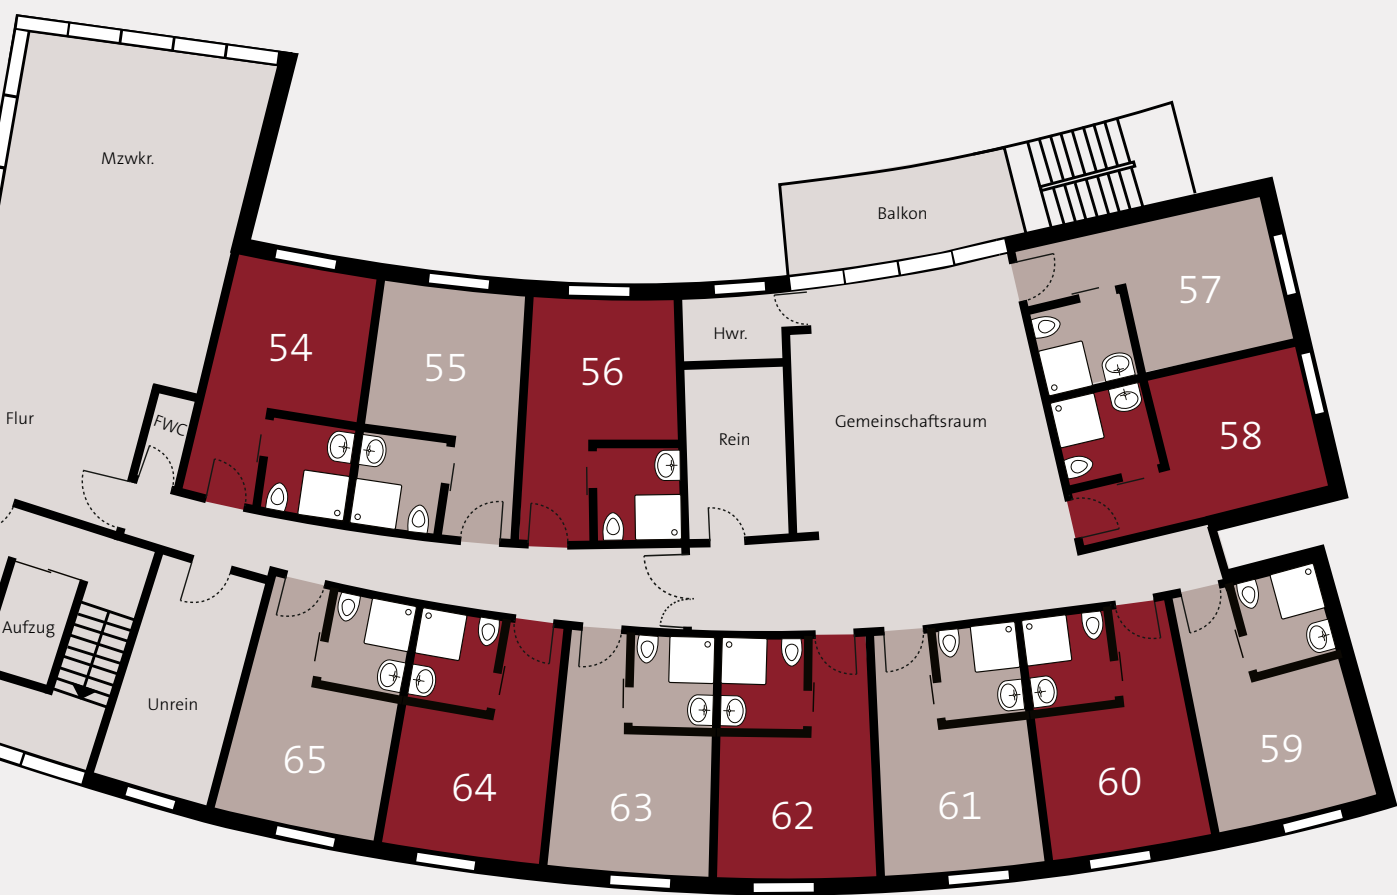 Mzwkr.
Balkon
57
Hwr.
54
55
56
Flur
FWC
Rein
Gemeinschaftsraum
58
Aufzug
Unrein
65
64
63
62
61
60
59